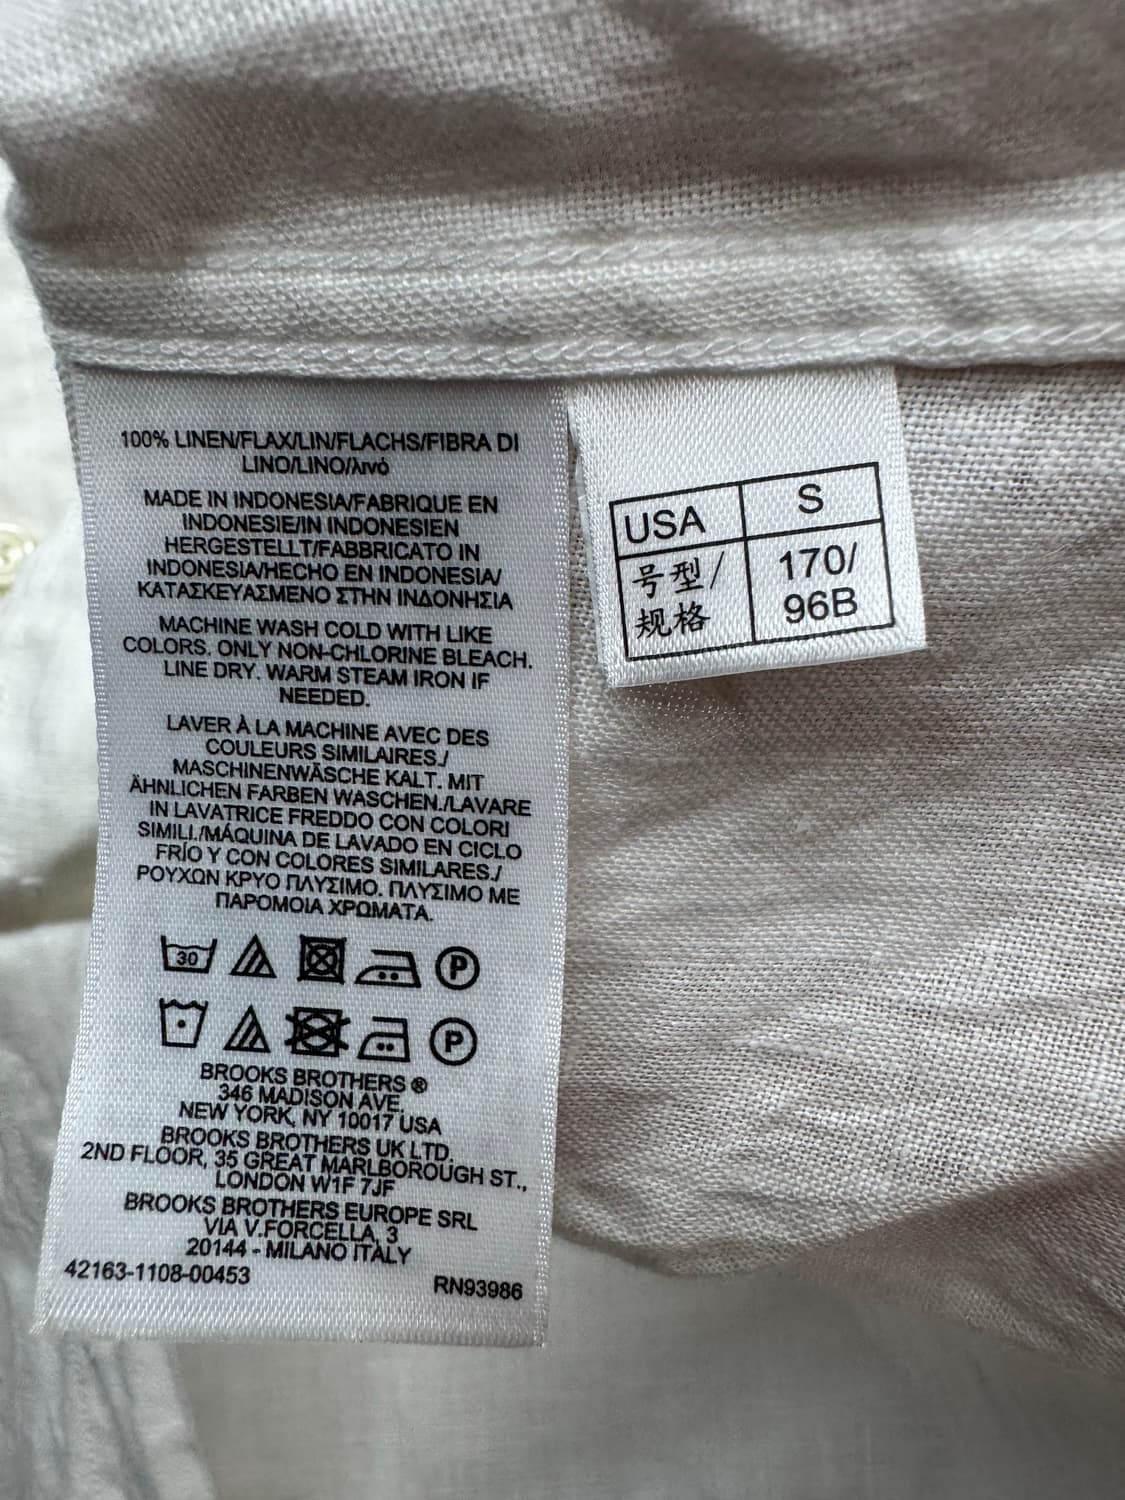 100% LINEN/FLAX/LIN/FLACHS/FIBRA DI
LINO/LINO/λινό
MADE IN INDONESIA/FABRIQUE EN
INDONESIE/IN INDONESIEN
HERGESTELLT/FABBRICATO IN
INDONESIA/HECHO EN INDONESIA/
ΚΑΤΑΣΚΕΥΑΣΜΕΝΟ ΣΤΗΝ ΙΝΔΟΝΗΣΙΑ
MACHINE WASH COLD WITH LIKE
COLORS. ONLY NON-CHLORINE BLEACH.
LINE DRY. WARM STEAM IRON IF
NEEDED.
LAVER À LA MACHINE AVEC DES
COULEURS SIMILAIRES./
MASCHINENWÄSCHE KALT. MIT
ÄHNLICHEN FARBEN WASCHEN./LAVARE
IN LAVATRICE FREDDO CON COLORI
SIMILI./MÁQUINA DE LAVADO EN CICLO
FRÍO Y CON COLORES SIMILARES./
ΡΟΥΧΩΝ ΚΡΥΟ ΠΛΥΣΙΜΟ. ΠΛΥΣΙΜΟ ΜΕ
ΠΑΡΟΜΟΙΑ ΧΡΩΜΑΤΑ.
30 P
P
BROOKS BROTHERS ®
346 MADISON AVE,
NEW YORK, NY 10017 USA
BROOKS BROTHERS UK LTD.
2ND FLOOR, 35 GREAT MARLBOROUGH ST.,
LONDON W1F 7JF
BROOKS BROTHERS EUROPE SRL
VIA V.FORCELLA, 3
20144 - MILANO ITALY
42163-1108-00453 RN93986
USA S
号型/ 170/
规格 96B